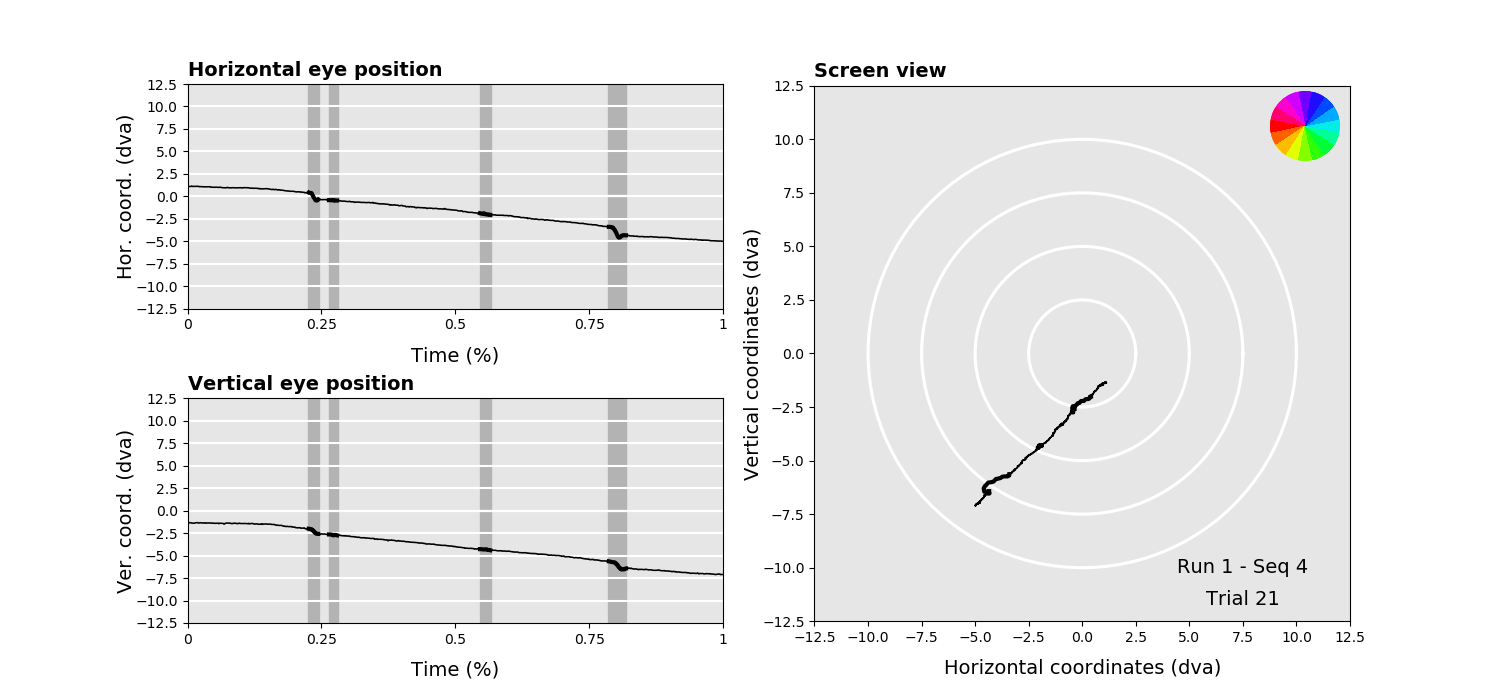 Horizontal eye position
Hor. coord. (dva)
12.5
10.0
7.5
5.0
2.5
0.0
−2.5
−5.0
−7.5
−10.0
−12.5
0 0.25 0.5 0.75 1
Time (%)
Vertical eye position
Ver. coord. (dva)
12.5
10.0
7.5
5.0
2.5
0.0
−2.5
−5.0
−7.5
−10.0
−12.5
0 0.25 0.5 0.75 1
Time (%)
Screen view
Vertical coordinates (dva)
12.5
10.0
7.5
5.0
2.5
0.0
−2.5
−5.0
−7.5
−10.0
−12.5
Run 1 - Seq 4
Trial 21
−12.5 −10.0 −7.5 −5.0 −2.5 0.0 2.5 5.0 7.5 10.0 12.5
Horizontal coordinates (dva)